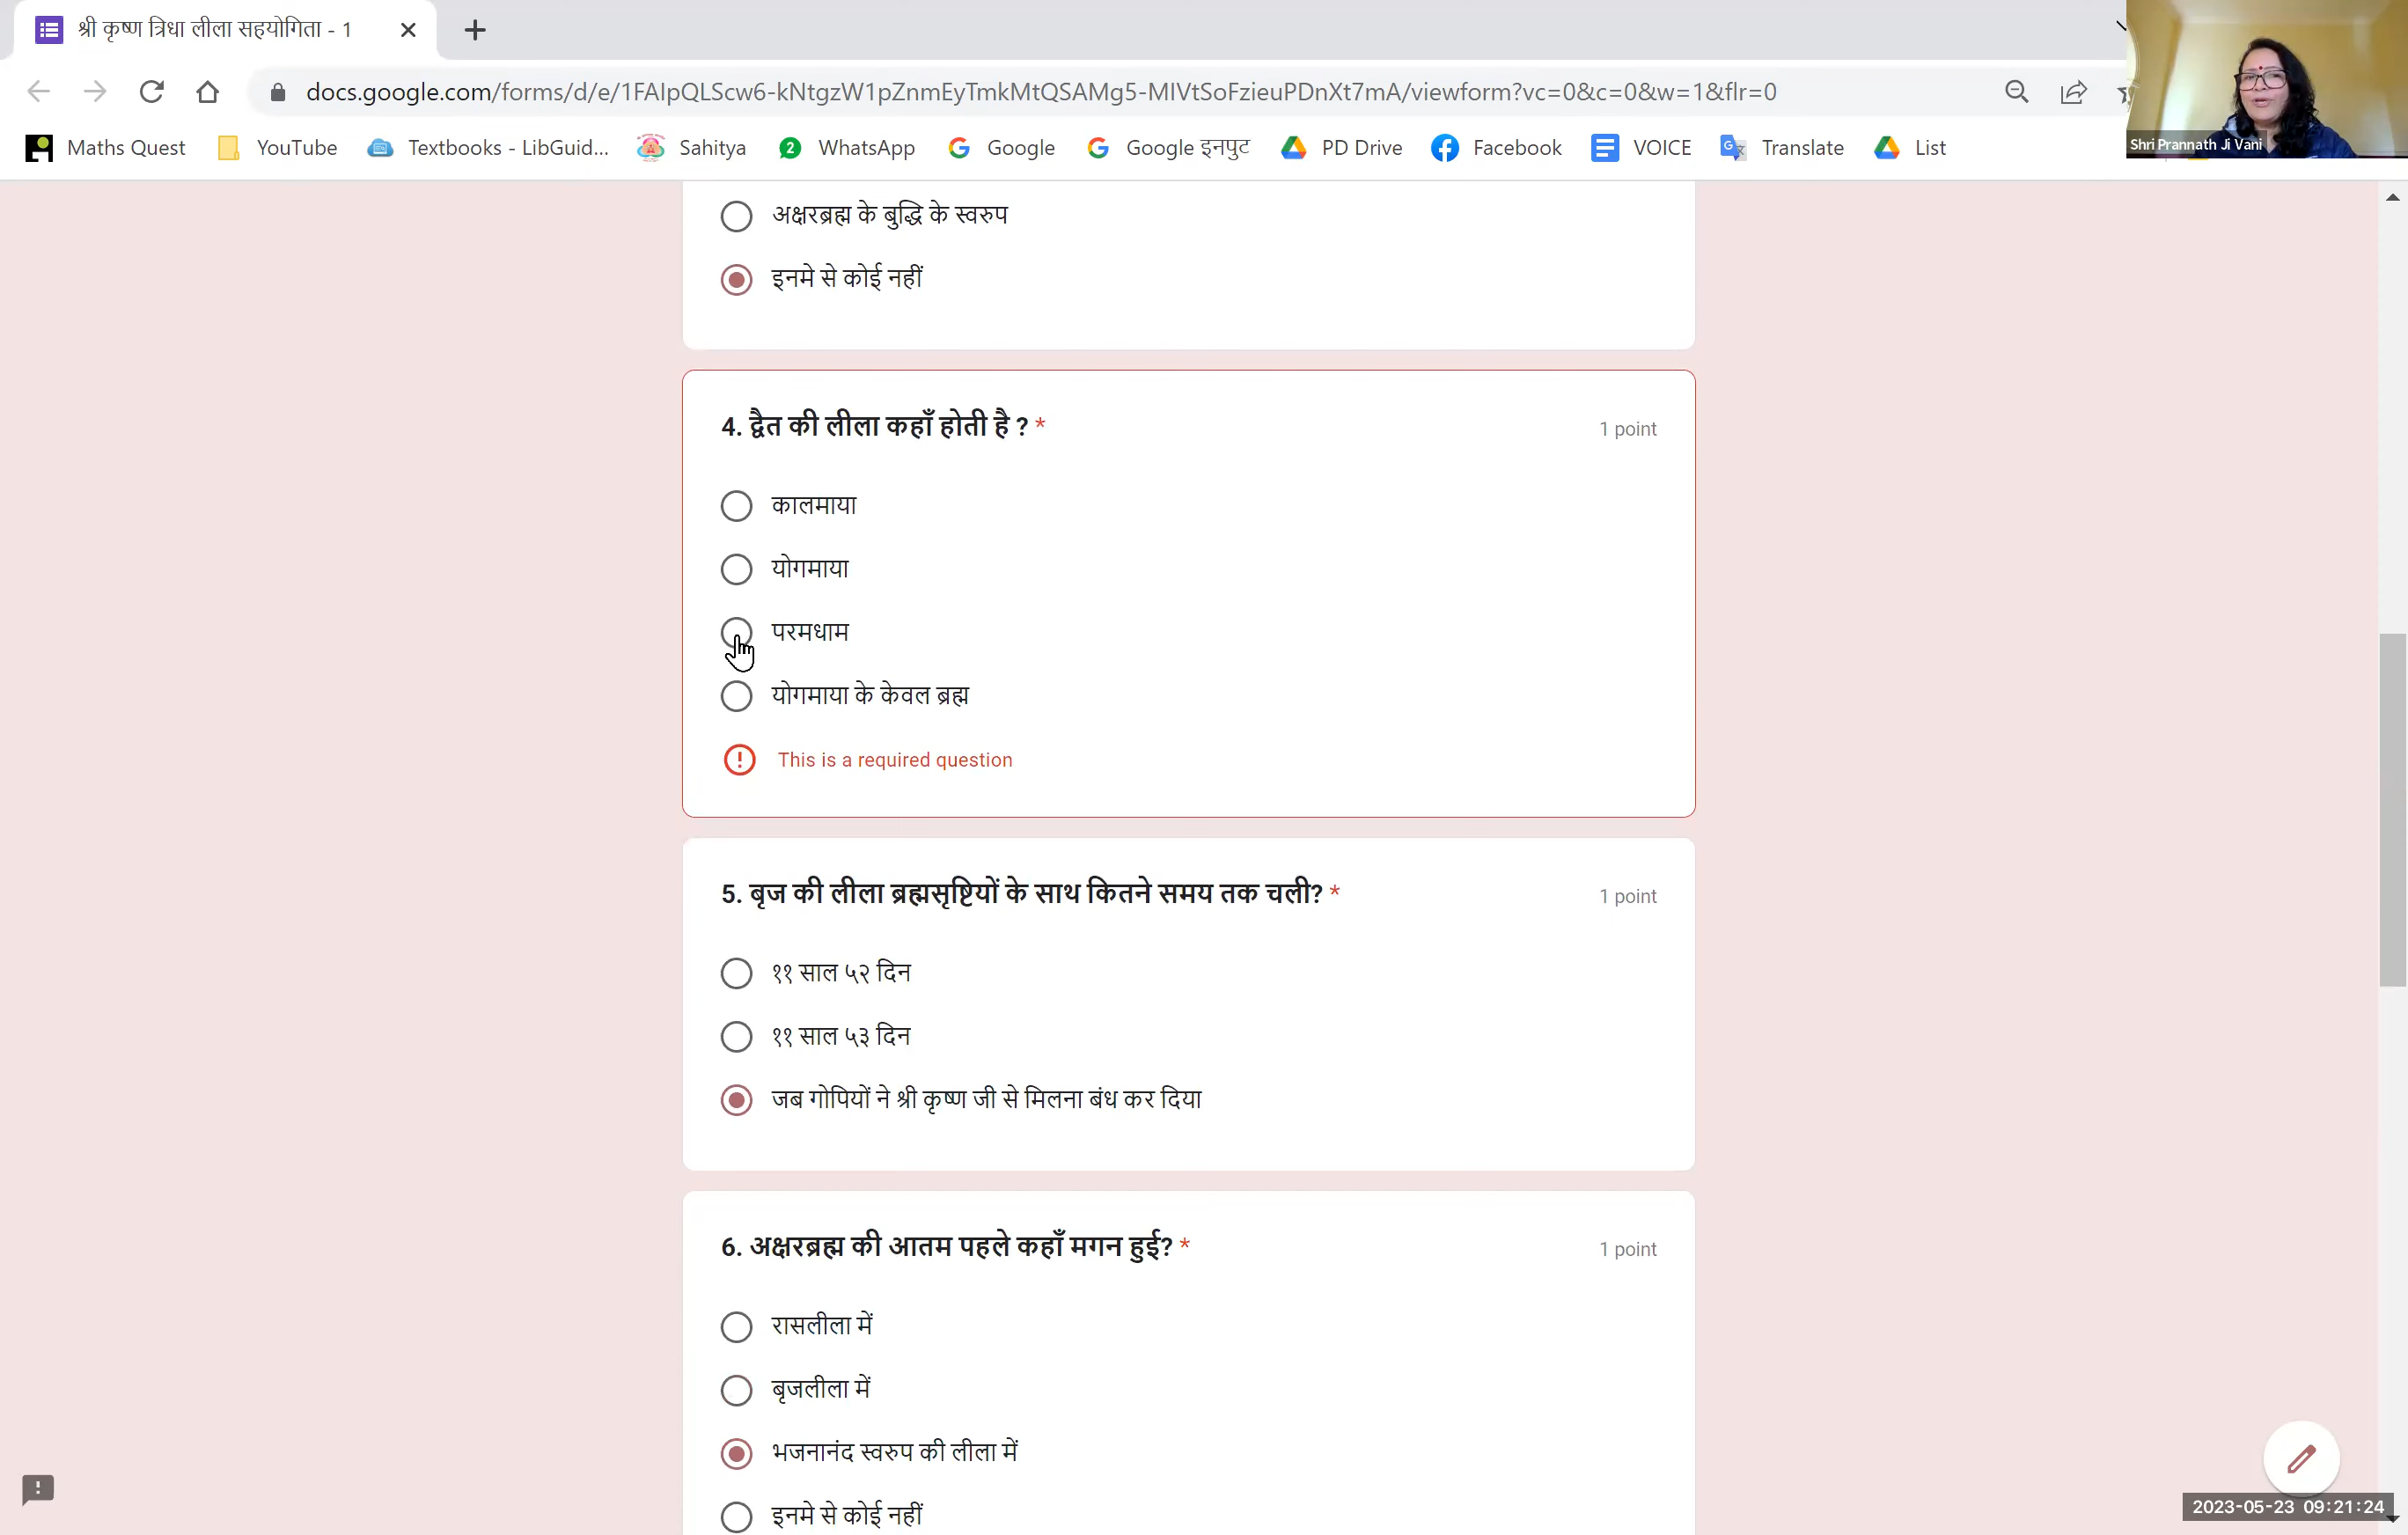 श्री कृष्ण त्रिधा लीला सहयोगिता - 1
docs.google.com/forms/d/e/1FAIpQLScw6-kNtgzW1pZnmEyTmkMtQSAMg5-MIVtSoFzieuPDnXt7mA/viewform?vc=0&c=0&w=1&flr=0
Maths Quest YouTube Textbooks - LibGuid... Sahitya 2 WhatsApp Google Google इनपुट PD Drive Facebook VOICE Translate List
Shri Prannath Ji Vani
अक्षरब्रह्म के बुद्धि के स्वरुप
इनमे से कोई नहीं
4. द्वैत की लीला कहाँ होती है ? *
1 point
कालमाया
योगमाया
परमधाम
योगमाया के केवल ब्रह्म
This is a required question
5. बृज की लीला ब्रह्मसृष्टियों के साथ कितने समय तक चली? *
1 point
११ साल ५२ दिन
११ साल ५३ दिन
जब गोपियों ने श्री कृष्ण जी से मिलना बंध कर दिया
6. अक्षरब्रह्म की आतम पहले कहाँ मगन हुई? *
1 point
रासलीला में
बृजलीला में
भजनानंद स्वरुप की लीला में
इनमे से कोई नहीं
2023-05-23 09:21:24